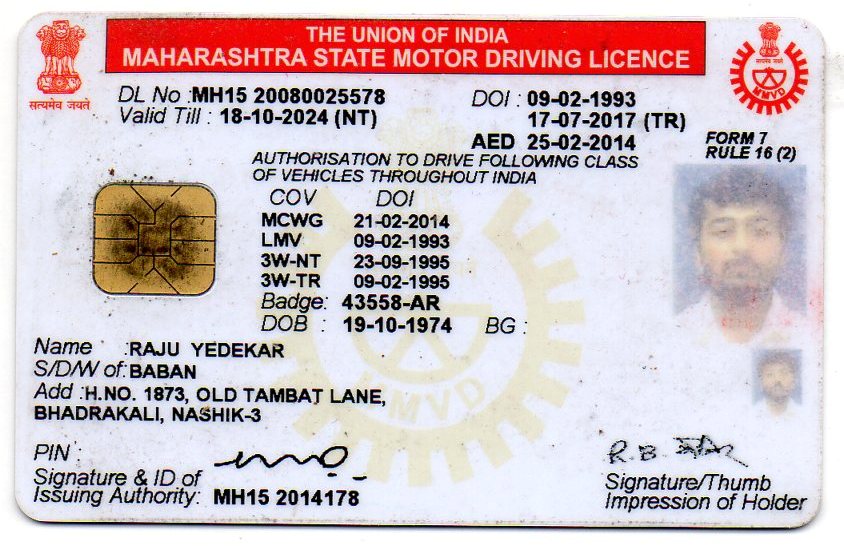 THE UNION OF INDIA
MAHARASHTRA STATE MOTOR DRIVING LICENCE
सत्यमेव जयते
MMVD
DL No : MH15 20080025578 DOI : 09-02-1993
Valid Till : 18-10-2024 (NT) 17-07-2017 (TR)
AED 25-02-2014
FORM 7
RULE 16 (2)
AUTHORISATION TO DRIVE FOLLOWING CLASS
OF VEHICLES THROUGHOUT INDIA
COV DOI
MCWG 21-02-2014
LMV 09-02-1993
3W-NT 23-09-1995
3W-TR 09-02-1995
Badge: 43558-AR
DOB : 19-10-1974 BG :
Name : RAJU YEDEKAR
S/D/W of: BABAN
Add : H.NO. 1873, OLD TAMBAT LANE,
BHADRAKALI, NASHIK-3
MMVD
PIN :
Signature & ID of
Issuing Authority: MH15 2014178
R.B.
Signature/Thumb
Impression of Holder